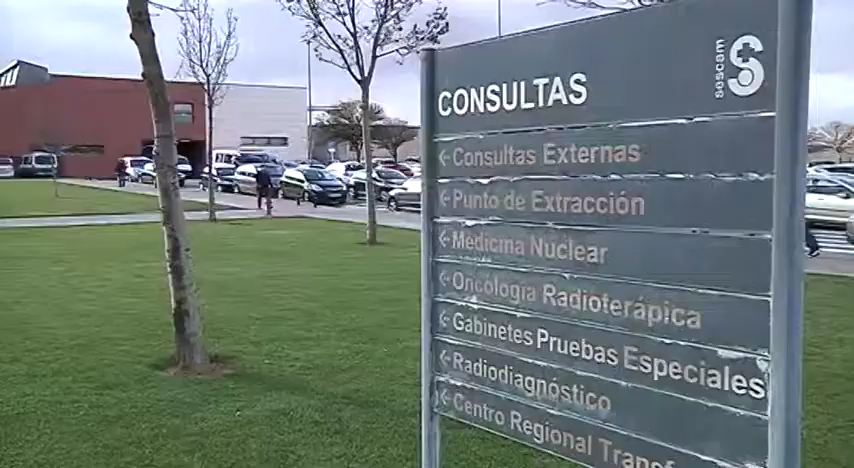 sescam
CONSULTAS
Consultas Externas
Punto de Extracción
Medicina Nuclear
Oncología Radioterápica
Gabinetes Pruebas Especiales
Radiodiagnóstico
Centro Regional